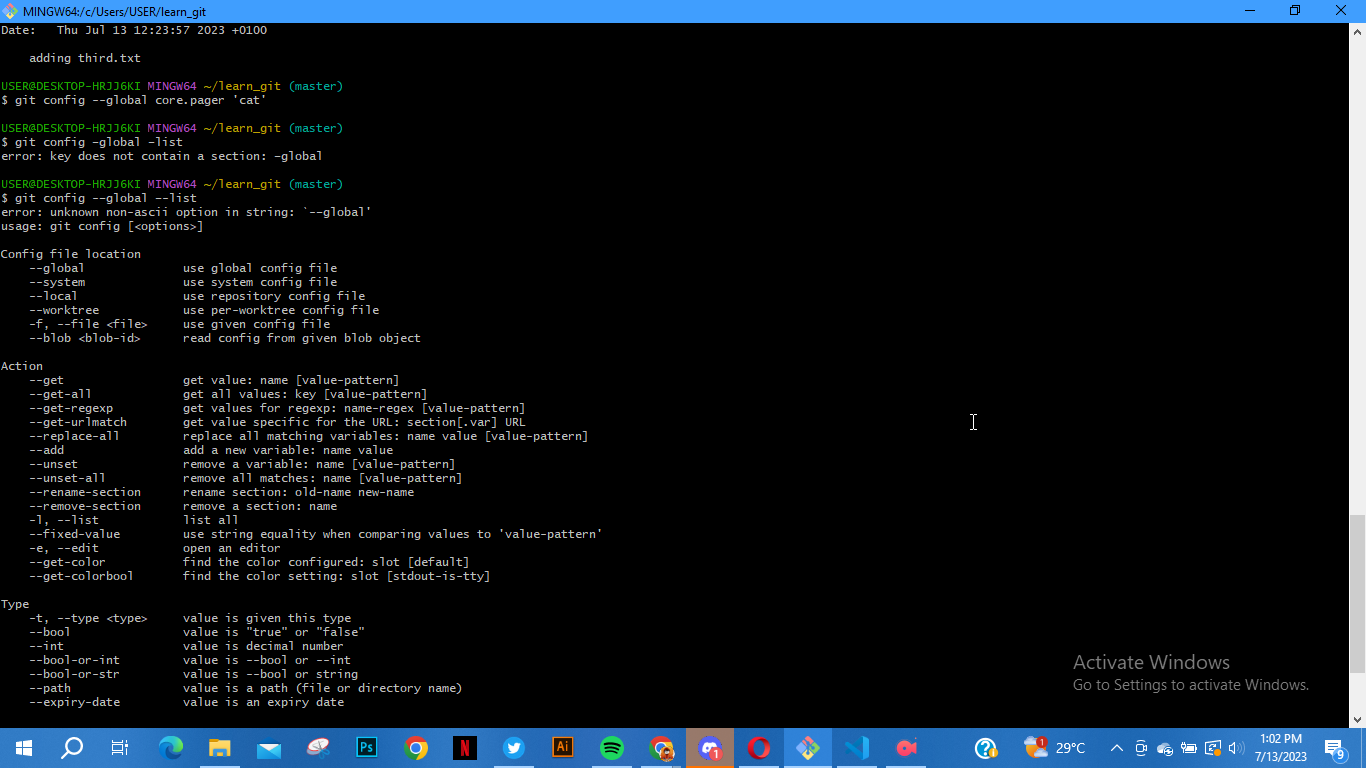 MINGW64:/c/Users/USER/learn_git
Date:   Thu Jul 13 12:23:57 2023 +0100
    adding third.txt
USER@DESKTOP-HRJJ6KI MINGW64 ~/learn_git (master)
$ git config --global core.pager 'cat'
USER@DESKTOP-HRJJ6KI MINGW64 ~/learn_git (master)
$ git config -global -list
error: key does not contain a section: -global
USER@DESKTOP-HRJJ6KI MINGW64 ~/learn_git (master)
$ git config --global --list
error: unknown non-ascii option in string: `--global'
usage: git config [<options>]
Config file location
    --global              use global config file
    --system              use system config file
    --local               use repository config file
    --worktree            use per-worktree config file
    -f, --file <file>     use given config file
    --blob <blob-id>      read config from given blob object
Action
    --get                 get value: name [value-pattern]
    --get-all             get all values: key [value-pattern]
    --get-regexp          get values for regexp: name-regex [value-pattern]
    --get-urlmatch        get value specific for the URL: section[.var] URL
    --replace-all         replace all matching variables: name value [value-pattern]
    --add                 add a new variable: name value
    --unset               remove a variable: name [value-pattern]
    --unset-all           remove all matches: name [value-pattern]
    --rename-section      rename section: old-name new-name
    --remove-section      remove a section: name
    -l, --list            list all
    --fixed-value         use string equality when comparing values to 'value-pattern'
    -e, --edit            open an editor
    --get-color           find the color configured: slot [default]
    --get-colorbool       find the color setting: slot [stdout-is-tty]
Type
    -t, --type <type>     value is given this type
    --bool                value is "true" or "false"
    --int                 value is decimal number
    --bool-or-int         value is --bool or --int
    --bool-or-str         value is --bool or string
    --path                value is a path (file or directory name)
    --expiry-date         value is an expiry date
Activate Windows
Go to Settings to activate Windows.
Ps
N
Ai
1
1
29°C
1:02 PM
7/13/2023
9